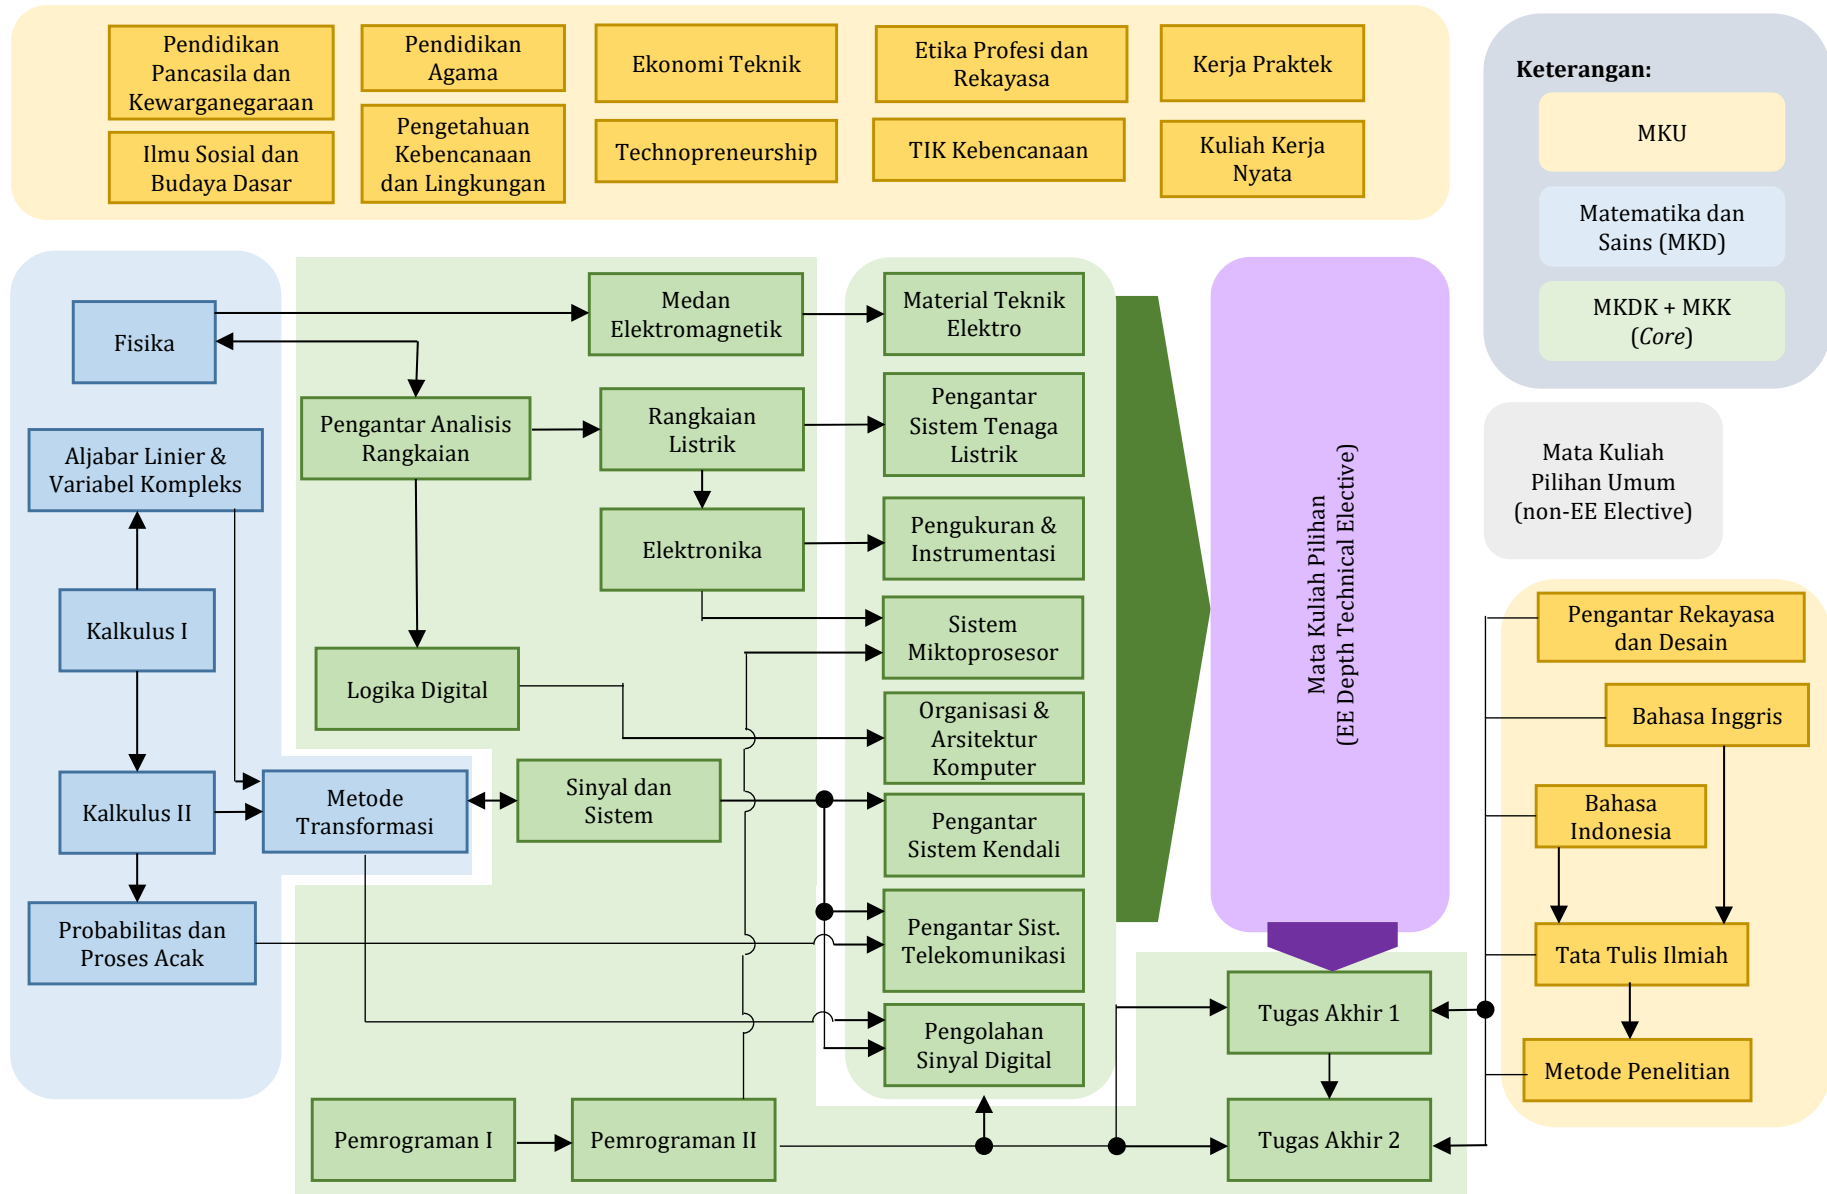 Pendidikan
Pancasila dan
Kewarganegaraan
Pendidikan
Agama
Ekonomi Teknik
Etika Profesi dan
Rekayasa
Kerja Praktek
Ilmu Sosial dan
Budaya Dasar
Pengetahuan
Kebencanaan
dan Lingkungan
Technopreneurship
TIK Kebencanaan
Kuliah Kerja
Nyata
Keterangan:
MKU
Matematika dan
Sains (MKD)
MKDK + MKK
(Core)
Mata Kuliah
Pilihan Umum
(non-EE Elective)
Fisika
Aljabar Linier &
Variabel Kompleks
Kalkulus I
Kalkulus II
Metode
Transformasi
Probabilitas dan
Proses Acak
Medan
Elektromagnetik
Pengantar Analisis
Rangkaian
Rangkaian
Listrik
Elektronika
Logika Digital
Sinyal dan
Sistem
Pemrograman I
Pemrograman II
Material Teknik
Elektro
Pengantar
Sistem Tenaga
Listrik
Pengukuran &
Instrumentasi
Sistem
Miktoprosesor
Organisasi &
Arsitektur
Komputer
Pengantar
Sistem Kendali
Pengantar Sist.
Telekomunikasi
Pengolahan
Sinyal Digital
Mata Kuliah Pilihan
(EE Depth Technical Elective)
Tugas Akhir 1
Tugas Akhir 2
Pengantar Rekayasa
dan Desain
Bahasa Inggris
Bahasa
Indonesia
Tata Tulis Ilmiah
Metode Penelitian